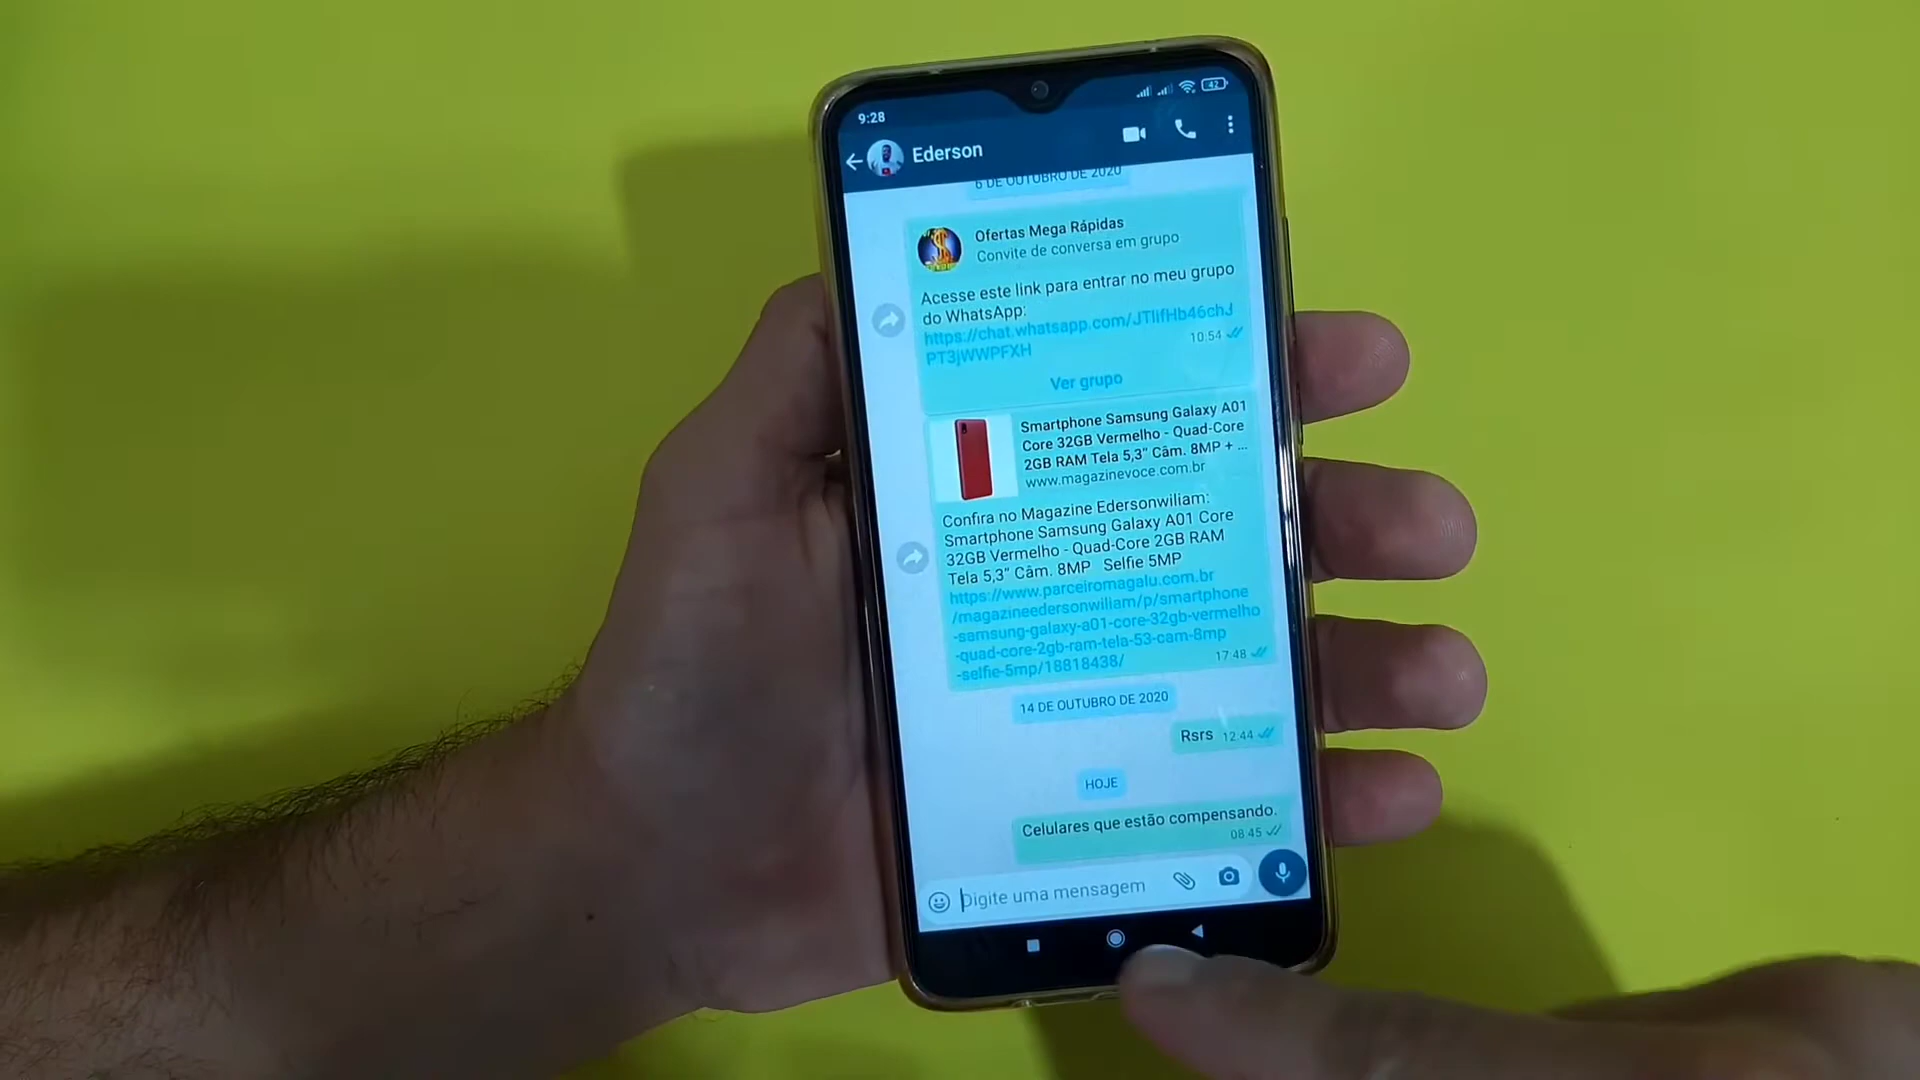 9:28
42
Ederson
6 DE OUTUBRO DE 2020
Ofertas Mega Rápidas
Convite de conversa em grupo
Acesse este link para entrar no meu grupo
do WhatsApp:
https://chat.whatsapp.com/JTlifHb46chJ
PT3jWWPFXH
10:54
Ver grupo
Smartphone Samsung Galaxy A01
Core 32GB Vermelho - Quad-Core
2GB RAM Tela 5,3" Câm. 8MP + ...
www.magazinevoce.com.br
Confira no Magazine Edersonwiliam:
Smartphone Samsung Galaxy A01 Core
32GB Vermelho - Quad-Core 2GB RAM
Tela 5,3" Câm. 8MP Selfie 5MP
https://www.parceiromagalu.com.br
/magazineedersonwiliam/p/smartphone
-samsung-galaxy-a01-core-32gb-vermelho
-quad-core-2gb-ram-tela-53-cam-8mp
-selfie-5mp/18818438/
17:48
14 DE OUTUBRO DE 2020
Rsrs 12:44
HOJE
Celulares que estão compensando.
08:45
Digite uma mensagem